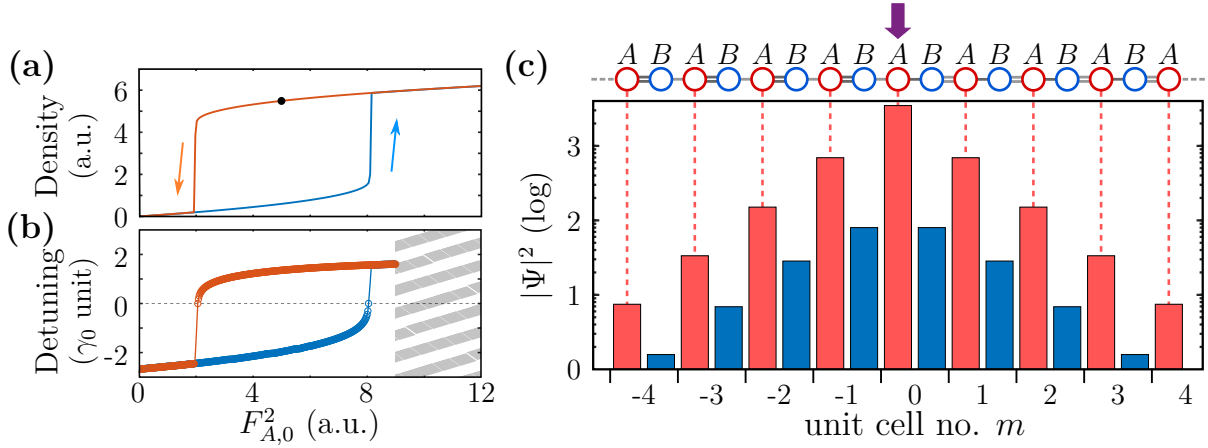 (a)
Density
(a.u.)
6
4
2
0
(b)
Detuning
(γ₀ unit)
2
0
-2
0
4
8
12
F²_{A,0} (a.u.)
(c)
A B A B A B A B A B A B A B A B A
|Ψ|² (log)
3
2
1
0
-4 -3 -2 -1 0 1 2 3 4
unit cell no. m